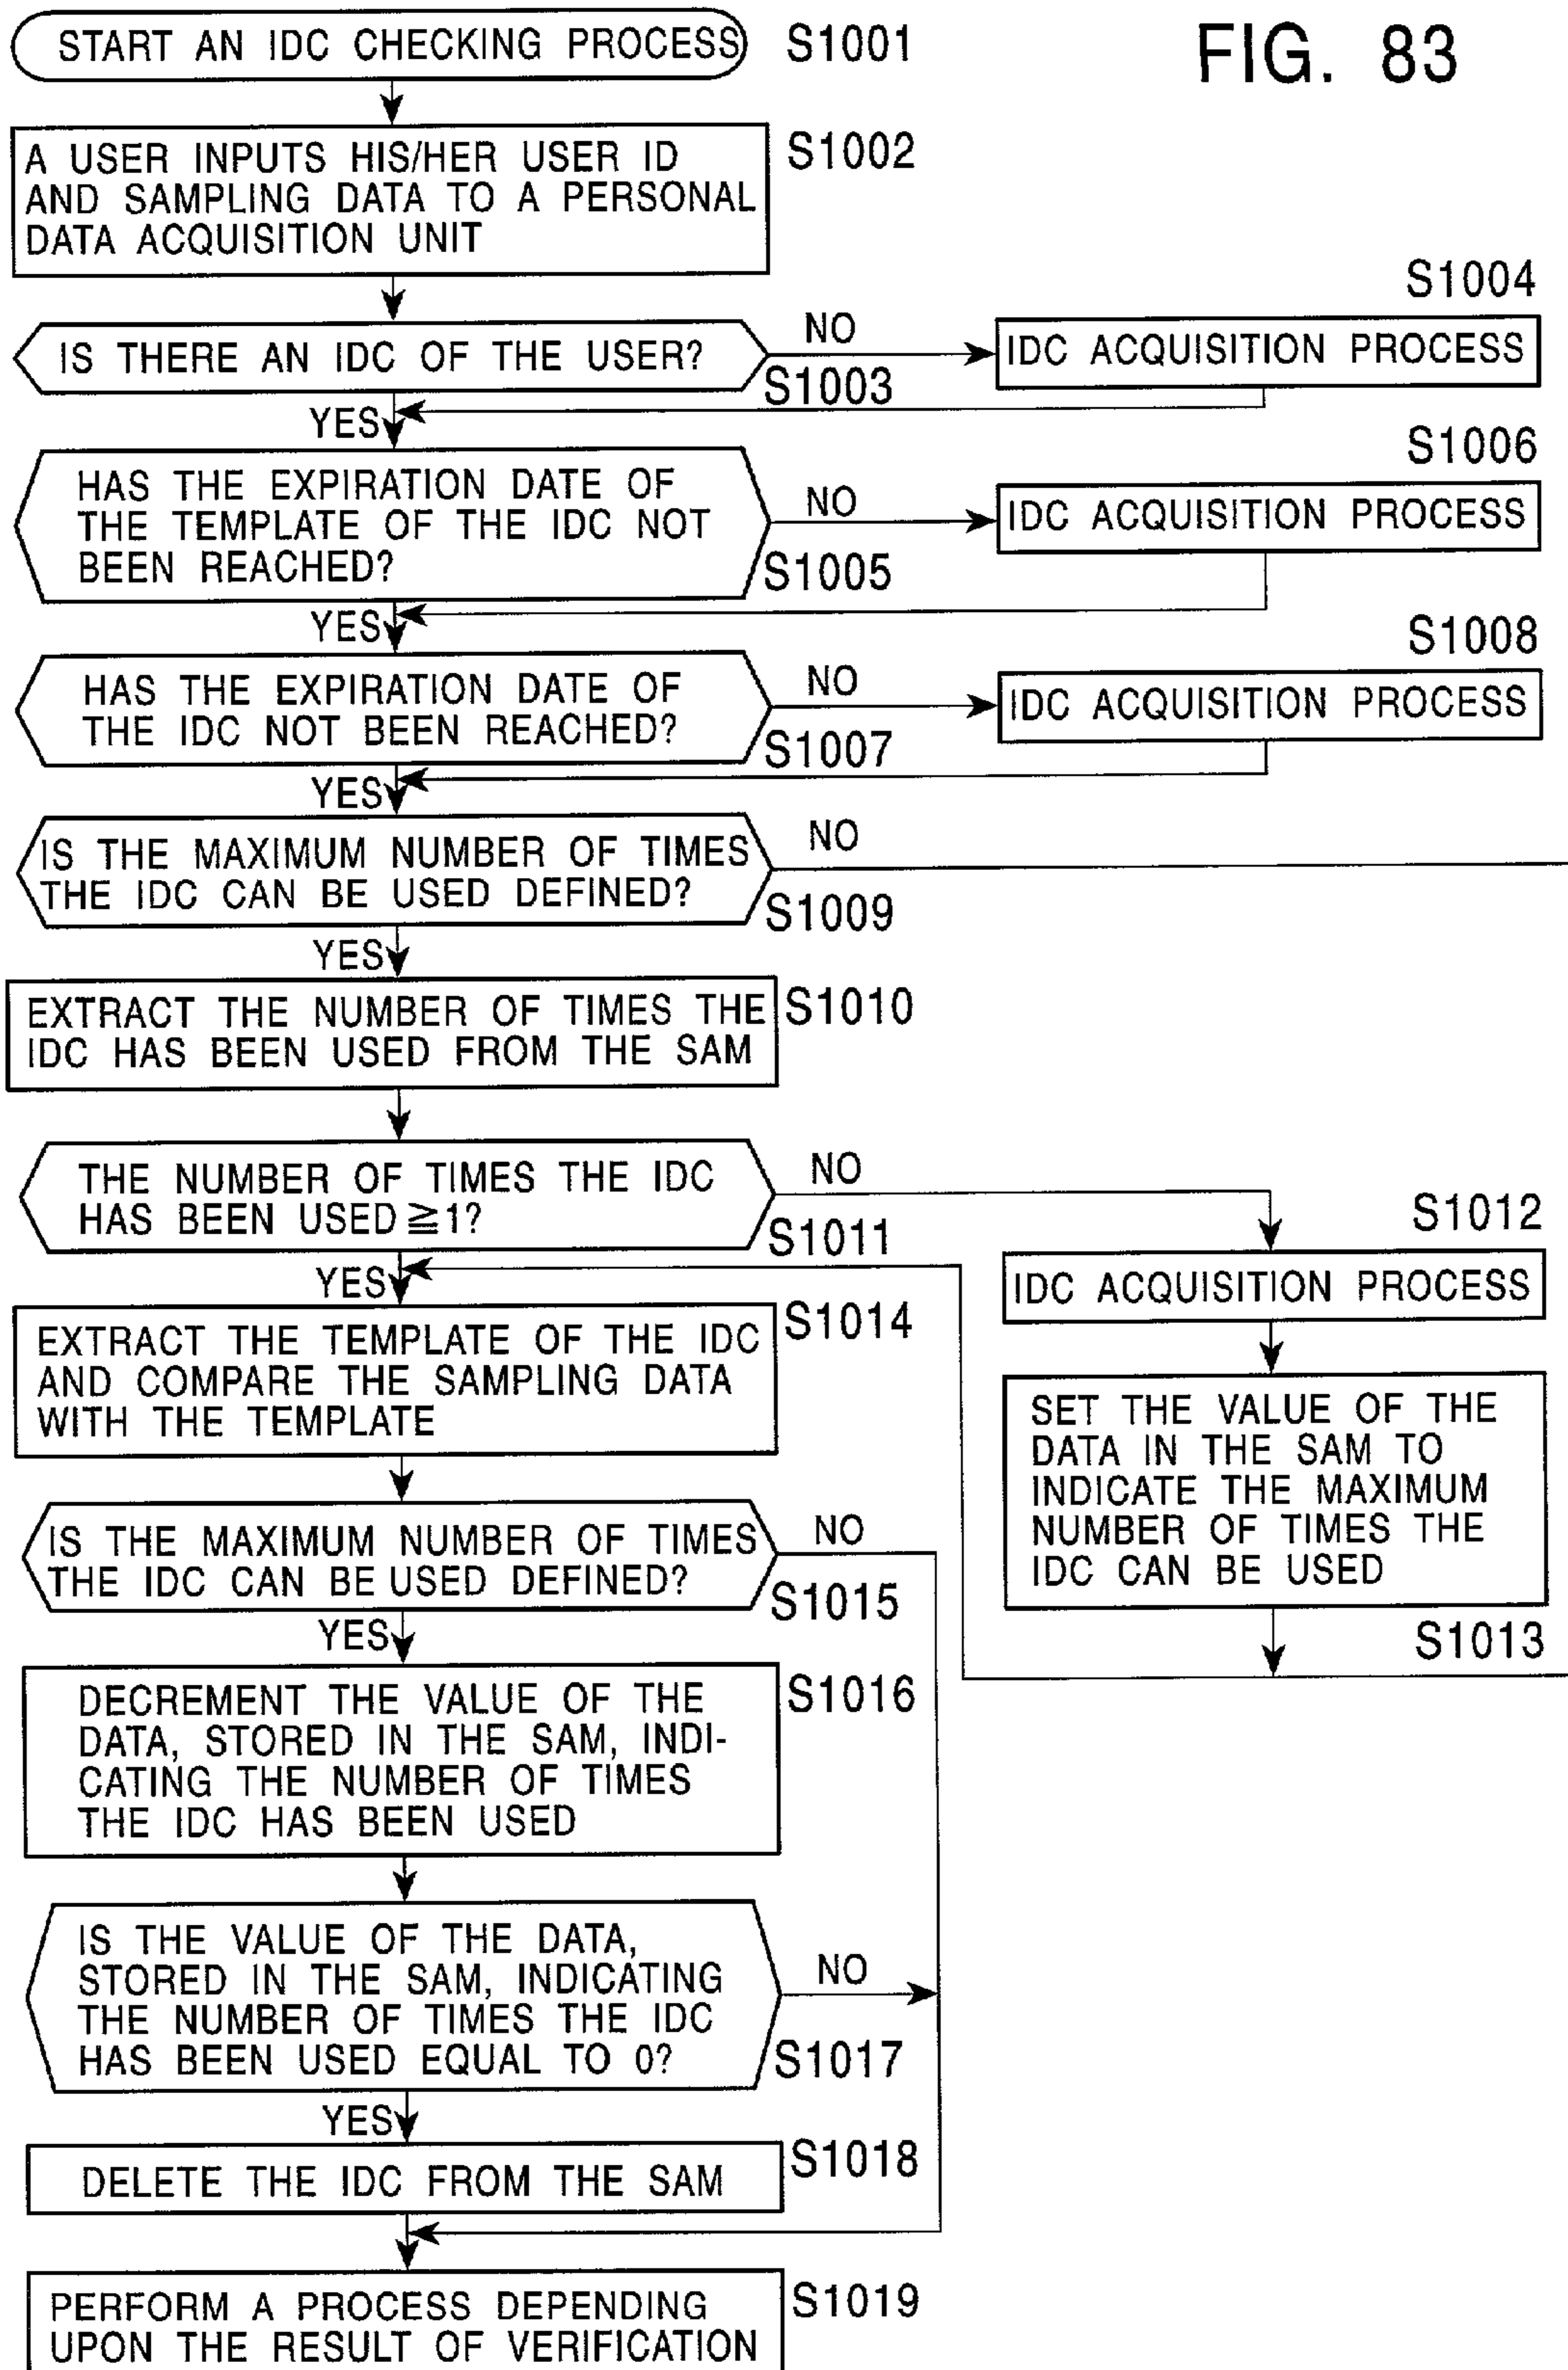 FIG. 83
START AN IDC CHECKING PROCESS
S1001
A USER INPUTS HIS/HER USER ID
AND SAMPLING DATA TO A PERSONAL
DATA ACQUISITION UNIT
S1002
IS THERE AN IDC OF THE USER?
NO
S1003
YES
S1004
IDC ACQUISITION PROCESS
HAS THE EXPIRATION DATE OF
THE TEMPLATE OF THE IDC NOT
BEEN REACHED?
NO
S1005
YES
S1006
IDC ACQUISITION PROCESS
HAS THE EXPIRATION DATE OF
THE IDC NOT BEEN REACHED?
NO
S1007
YES
S1008
IDC ACQUISITION PROCESS
IS THE MAXIMUM NUMBER OF TIMES
THE IDC CAN BE USED DEFINED?
NO
S1009
YES
EXTRACT THE NUMBER OF TIMES THE
IDC HAS BEEN USED FROM THE SAM
S1010
THE NUMBER OF TIMES THE IDC
HAS BEEN USED ≧ 1?
NO
S1011
YES
S1012
IDC ACQUISITION PROCESS
SET THE VALUE OF THE
DATA IN THE SAM TO
INDICATE THE MAXIMUM
NUMBER OF TIMES THE
IDC CAN BE USED
S1013
EXTRACT THE TEMPLATE OF THE IDC
AND COMPARE THE SAMPLING DATA
WITH THE TEMPLATE
S1014
IS THE MAXIMUM NUMBER OF TIMES
THE IDC CAN BE USED DEFINED?
NO
S1015
YES
DECREMENT THE VALUE OF THE
DATA, STORED IN THE SAM, INDI-
CATING THE NUMBER OF TIMES
THE IDC HAS BEEN USED
S1016
IS THE VALUE OF THE DATA,
STORED IN THE SAM, INDICATING
THE NUMBER OF TIMES THE IDC
HAS BEEN USED EQUAL TO 0?
NO
S1017
YES
DELETE THE IDC FROM THE SAM
S1018
PERFORM A PROCESS DEPENDING
UPON THE RESULT OF VERIFICATION
S1019